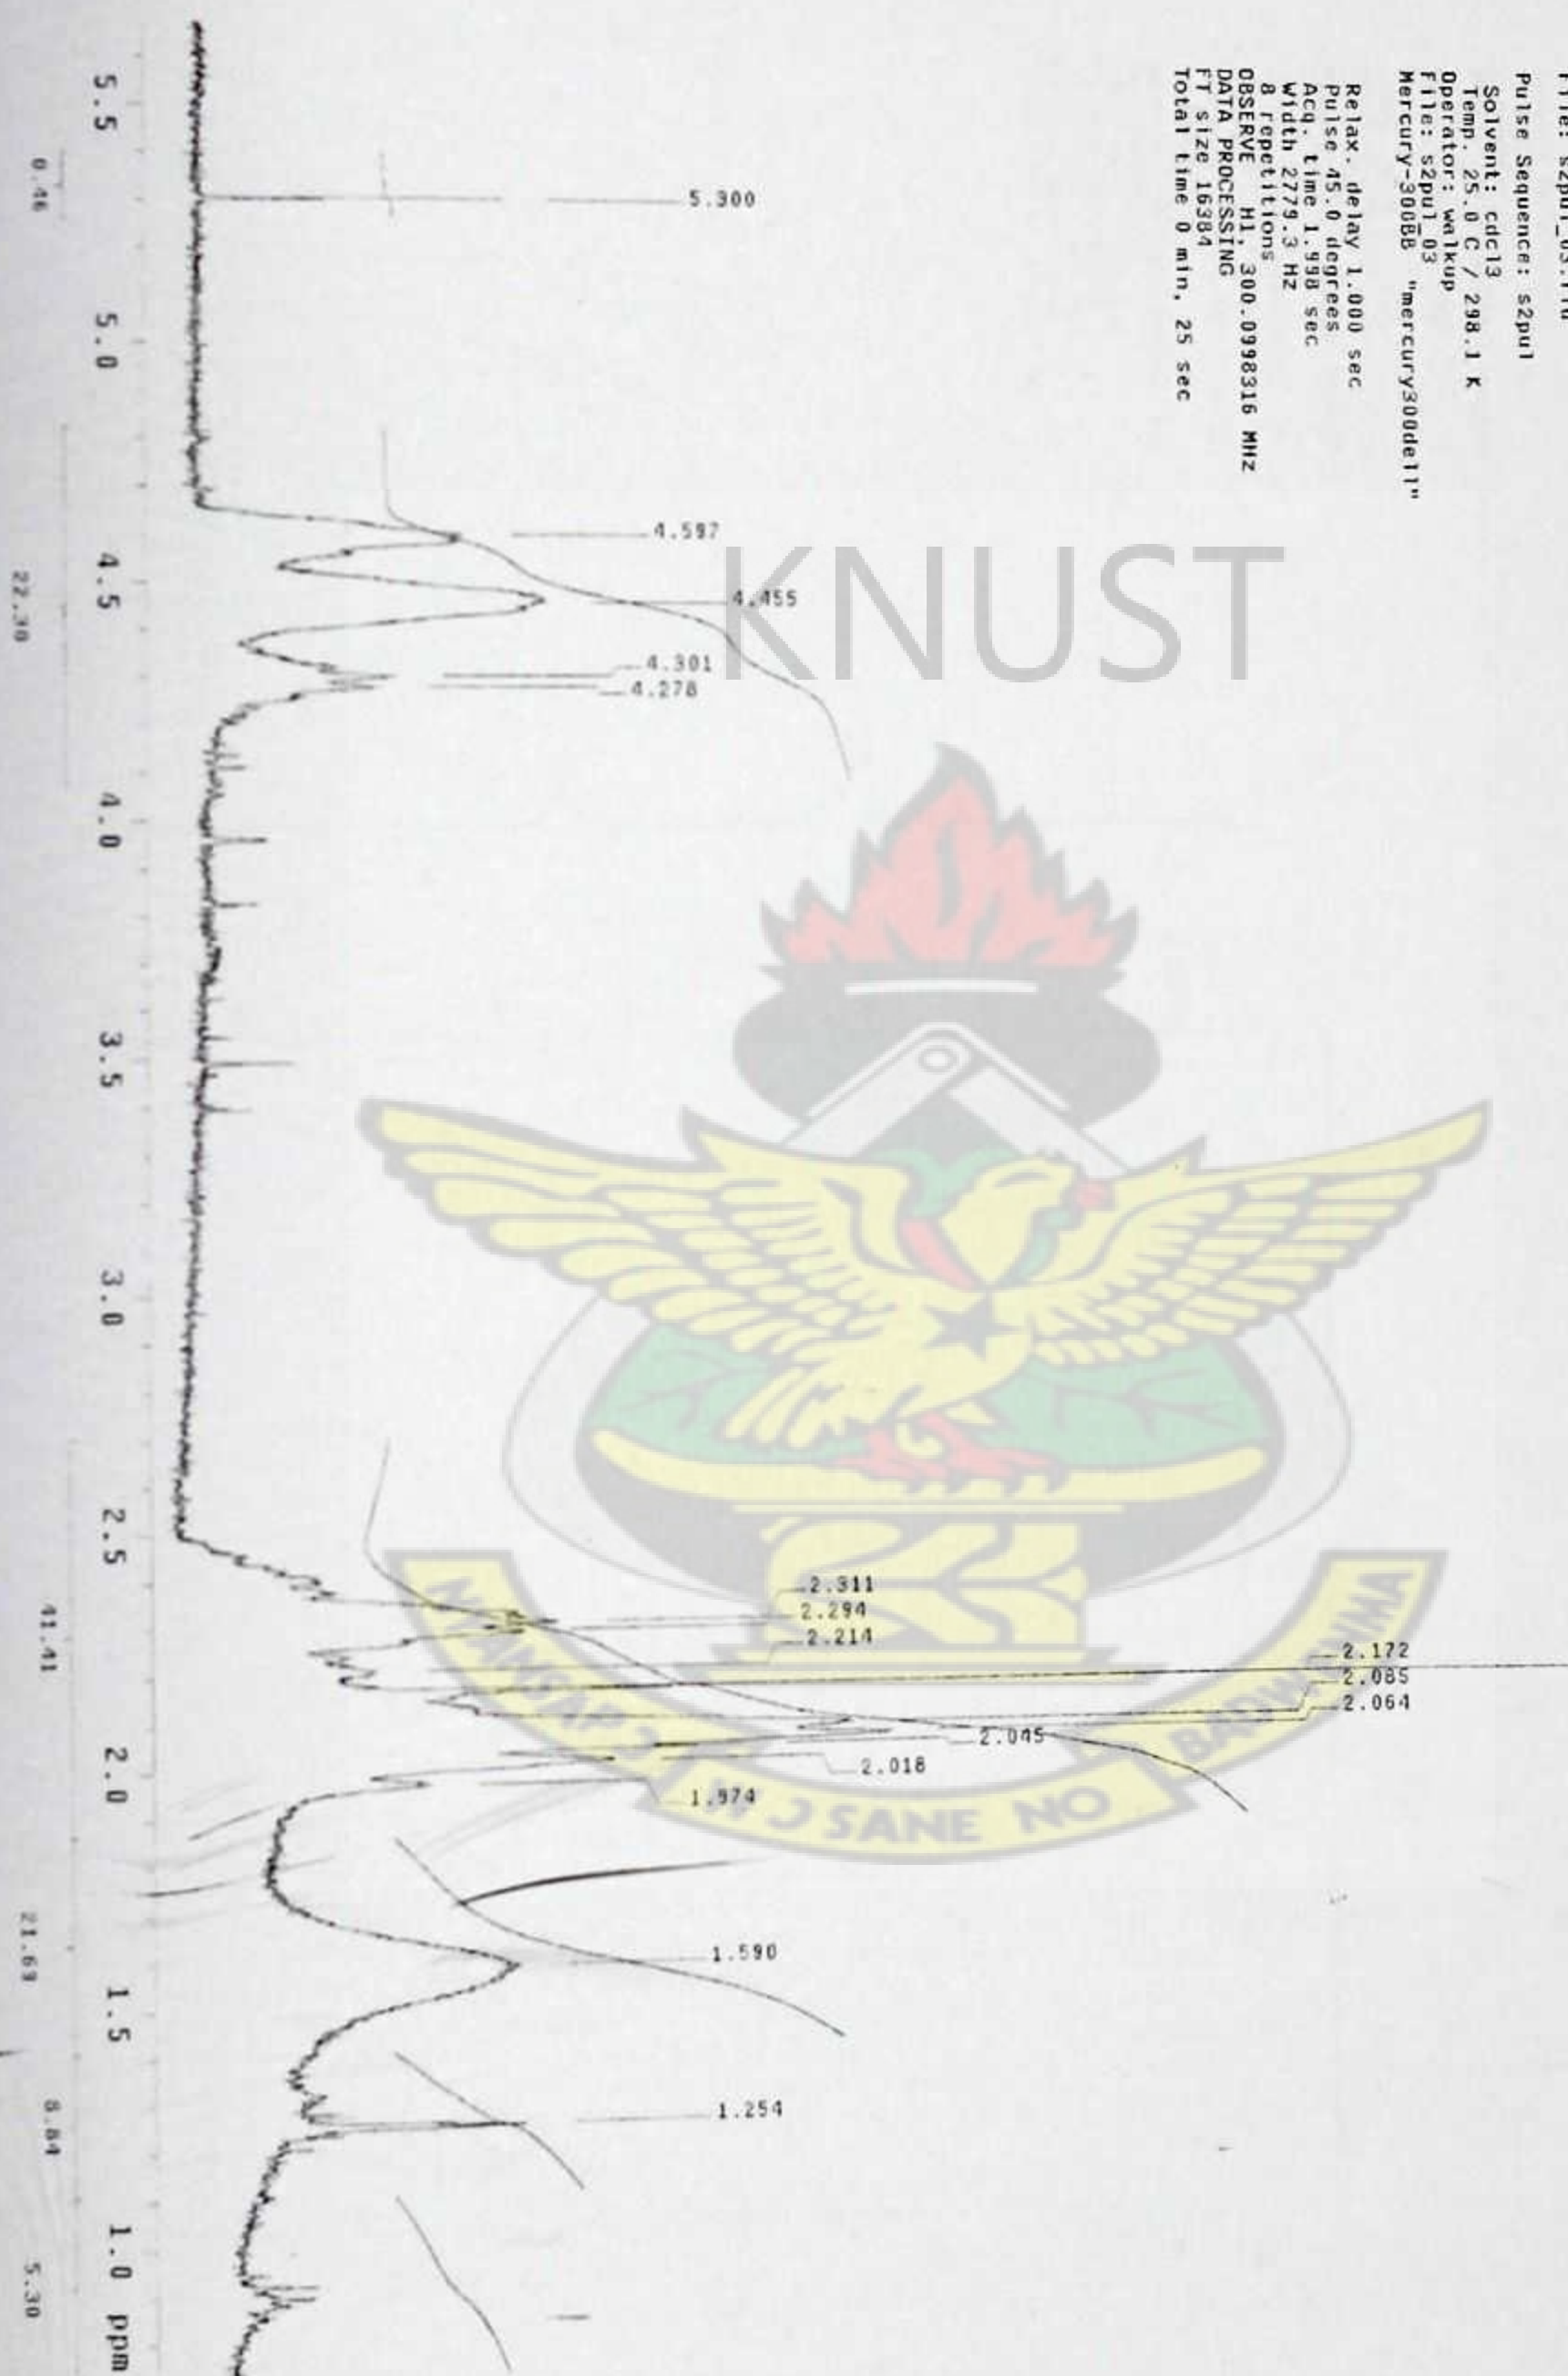 Pulse Sequence: s2pul
Solvent: cdcl3
Temp. 25.0 C / 298.1 K
Operator: walkup
File: s2pul_03
Mercury-300BB "mercury300dell"
Relax. delay 1.000 sec
Pulse 45.0 degrees
Acq. time 1.998 sec
Width 2779.3 Hz
8 repetitions
OBSERVE H1, 300.0998316 MHz
DATA PROCESSING
FT size 16384
Total time 0 min, 25 sec
5.300
4.597
4.455
4.301
4.278
2.311
2.294
2.214
2.172
2.085
2.064
2.045
2.018
1.974
1.590
1.254
5.5
5.0
4.5
4.0
3.5
3.0
2.5
2.0
1.5
1.0 ppm
0.46
22.30
41.41
21.69
8.84
5.30
KNUST
NO
SANE